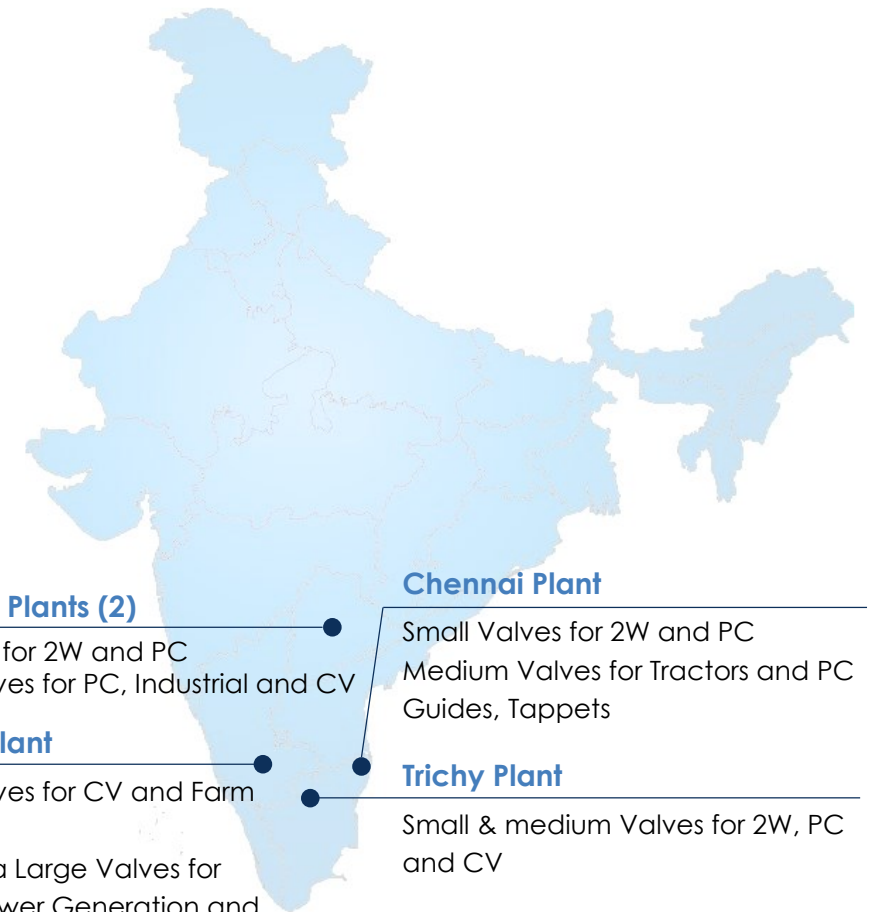 Plants (2)
for 2W and PC
ves for PC, Industrial and CV
lant
ves for CV and Farm
a Large Valves for
wer Generation and
Chennai Plant
Small Valves for 2W and PC
Medium Valves for Tractors and PC
Guides, Tappets
Trichy Plant
Small & medium Valves for 2W, PC
and CV